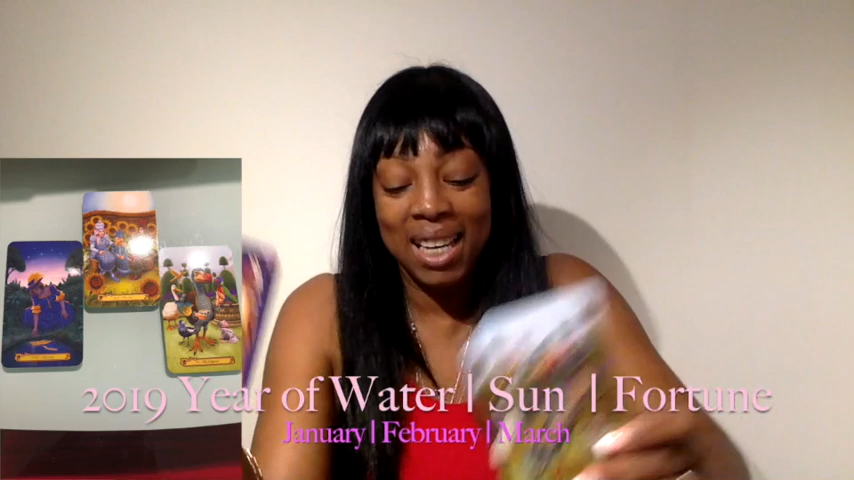 2019 Year of Water | Sun | Fortune
January | February | March